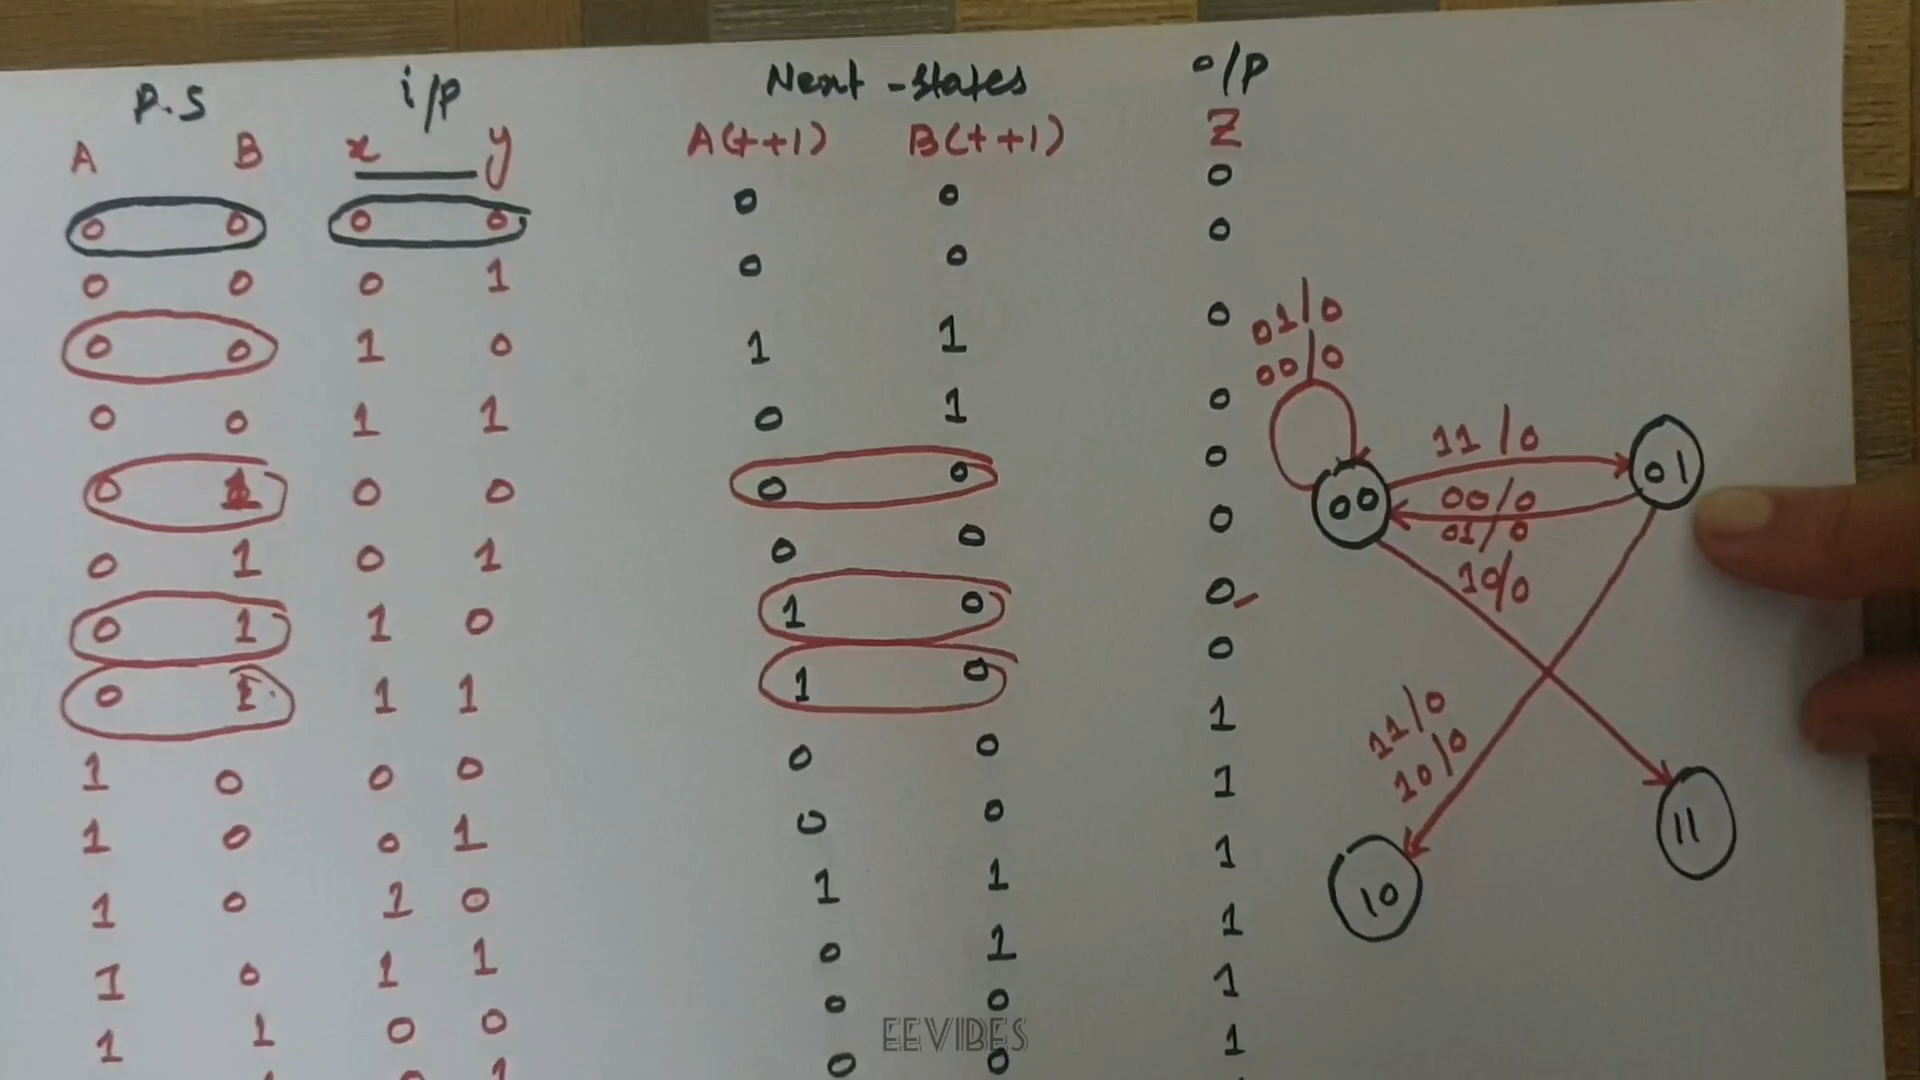 P.S i/p Next-states o/p
A B x y A(t+1) B(t+1) Z
0 0 0 0 0 0 0
0 0 0 1 0 0 0
0 0 1 0 1 1 0
0 0 1 1 0 1 0
0 1 0 0 0 0 0
0 1 0 1 0 0 0
0 1 1 0 1 0 0
0 1 1 1 1 0 0
1 0 0 0 0 0 1
1 0 0 1 0 0 1
1 0 1 0 1 1 1
1 0 1 1 0 1 1
1 1 0 0 0 0 1
1 0 0 1
01/0
00/0
11/0
00 01
00/0
01/0
10/0
11/0
10/0
10 11
EEVIBES